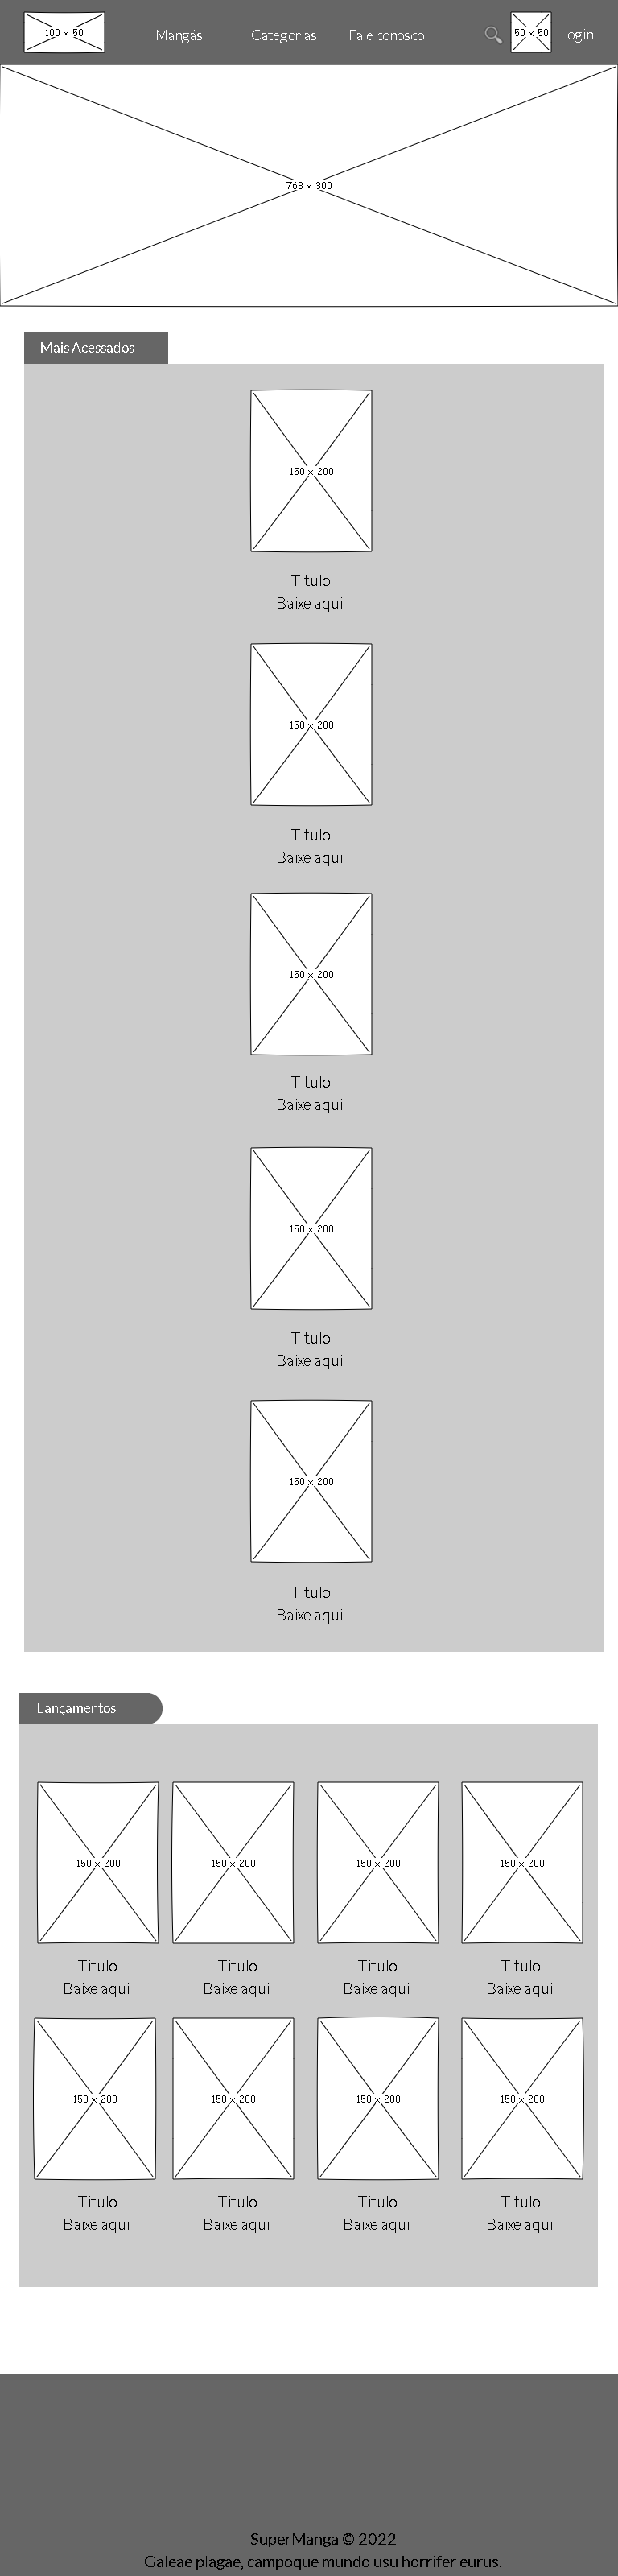 100 × 50
Mangás
Categorias
Fale conosco
50 × 50
Login
768 × 300
Mais Acessados
150 × 200
Titulo
Baixe aqui
150 × 200
Titulo
Baixe aqui
150 × 200
Titulo
Baixe aqui
150 × 200
Titulo
Baixe aqui
150 × 200
Titulo
Baixe aqui
Lançamentos
150 × 200
150 × 200
150 × 200
150 × 200
Titulo
Titulo
Titulo
Titulo
Baixe aqui
Baixe aqui
Baixe aqui
Baixe aqui
150 × 200
150 × 200
150 × 200
150 × 200
Titulo
Titulo
Titulo
Titulo
Baixe aqui
Baixe aqui
Baixe aqui
Baixe aqui
SuperManga © 2022
Galeae plagae, campoque mundo usu horrifer eurus.